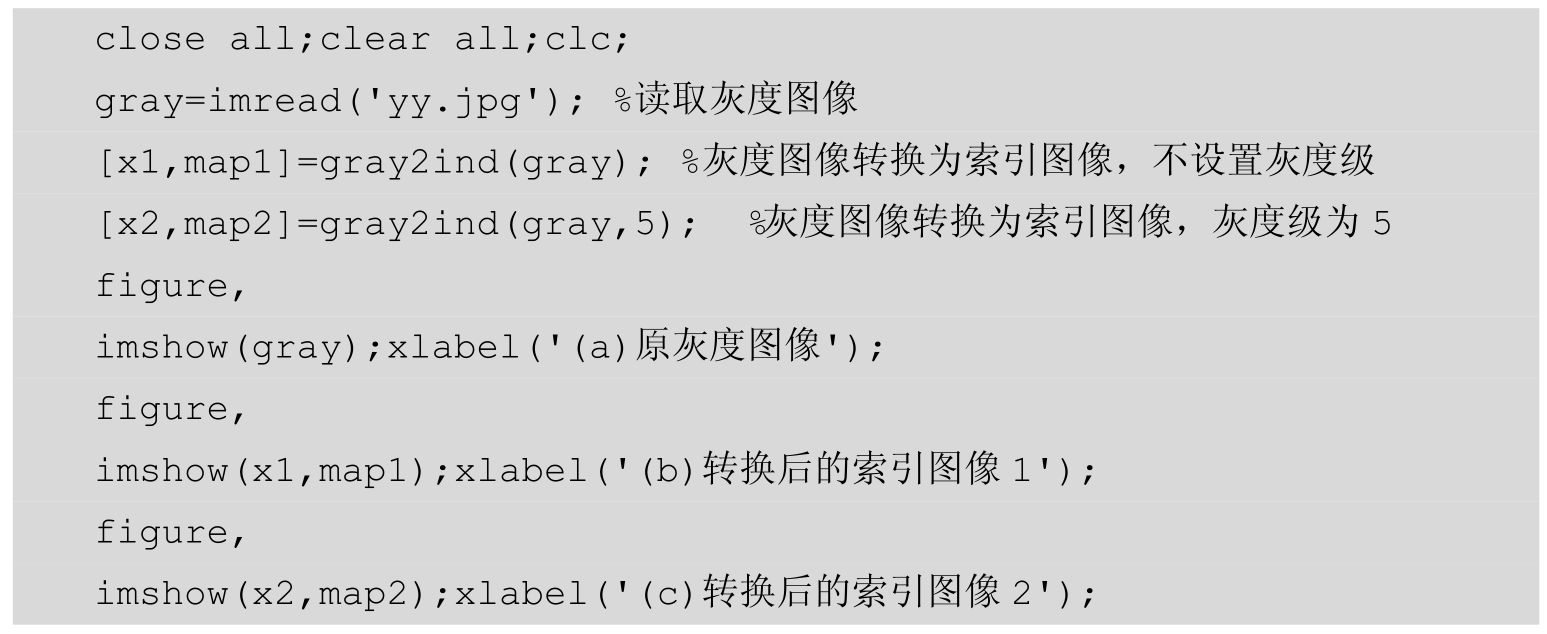 close all;clear all;clc;
gray=imread('yy.jpg'); %读取灰度图像
[x1,map1]=gray2ind(gray); %灰度图像转换为索引图像，不设置灰度级
[x2,map2]=gray2ind(gray,5);  %灰度图像转换为索引图像，灰度级为 5
figure,
imshow(gray);xlabel('(a)原灰度图像');
figure,
imshow(x1,map1);xlabel('(b)转换后的索引图像 1');
figure,
imshow(x2,map2);xlabel('(c)转换后的索引图像 2');